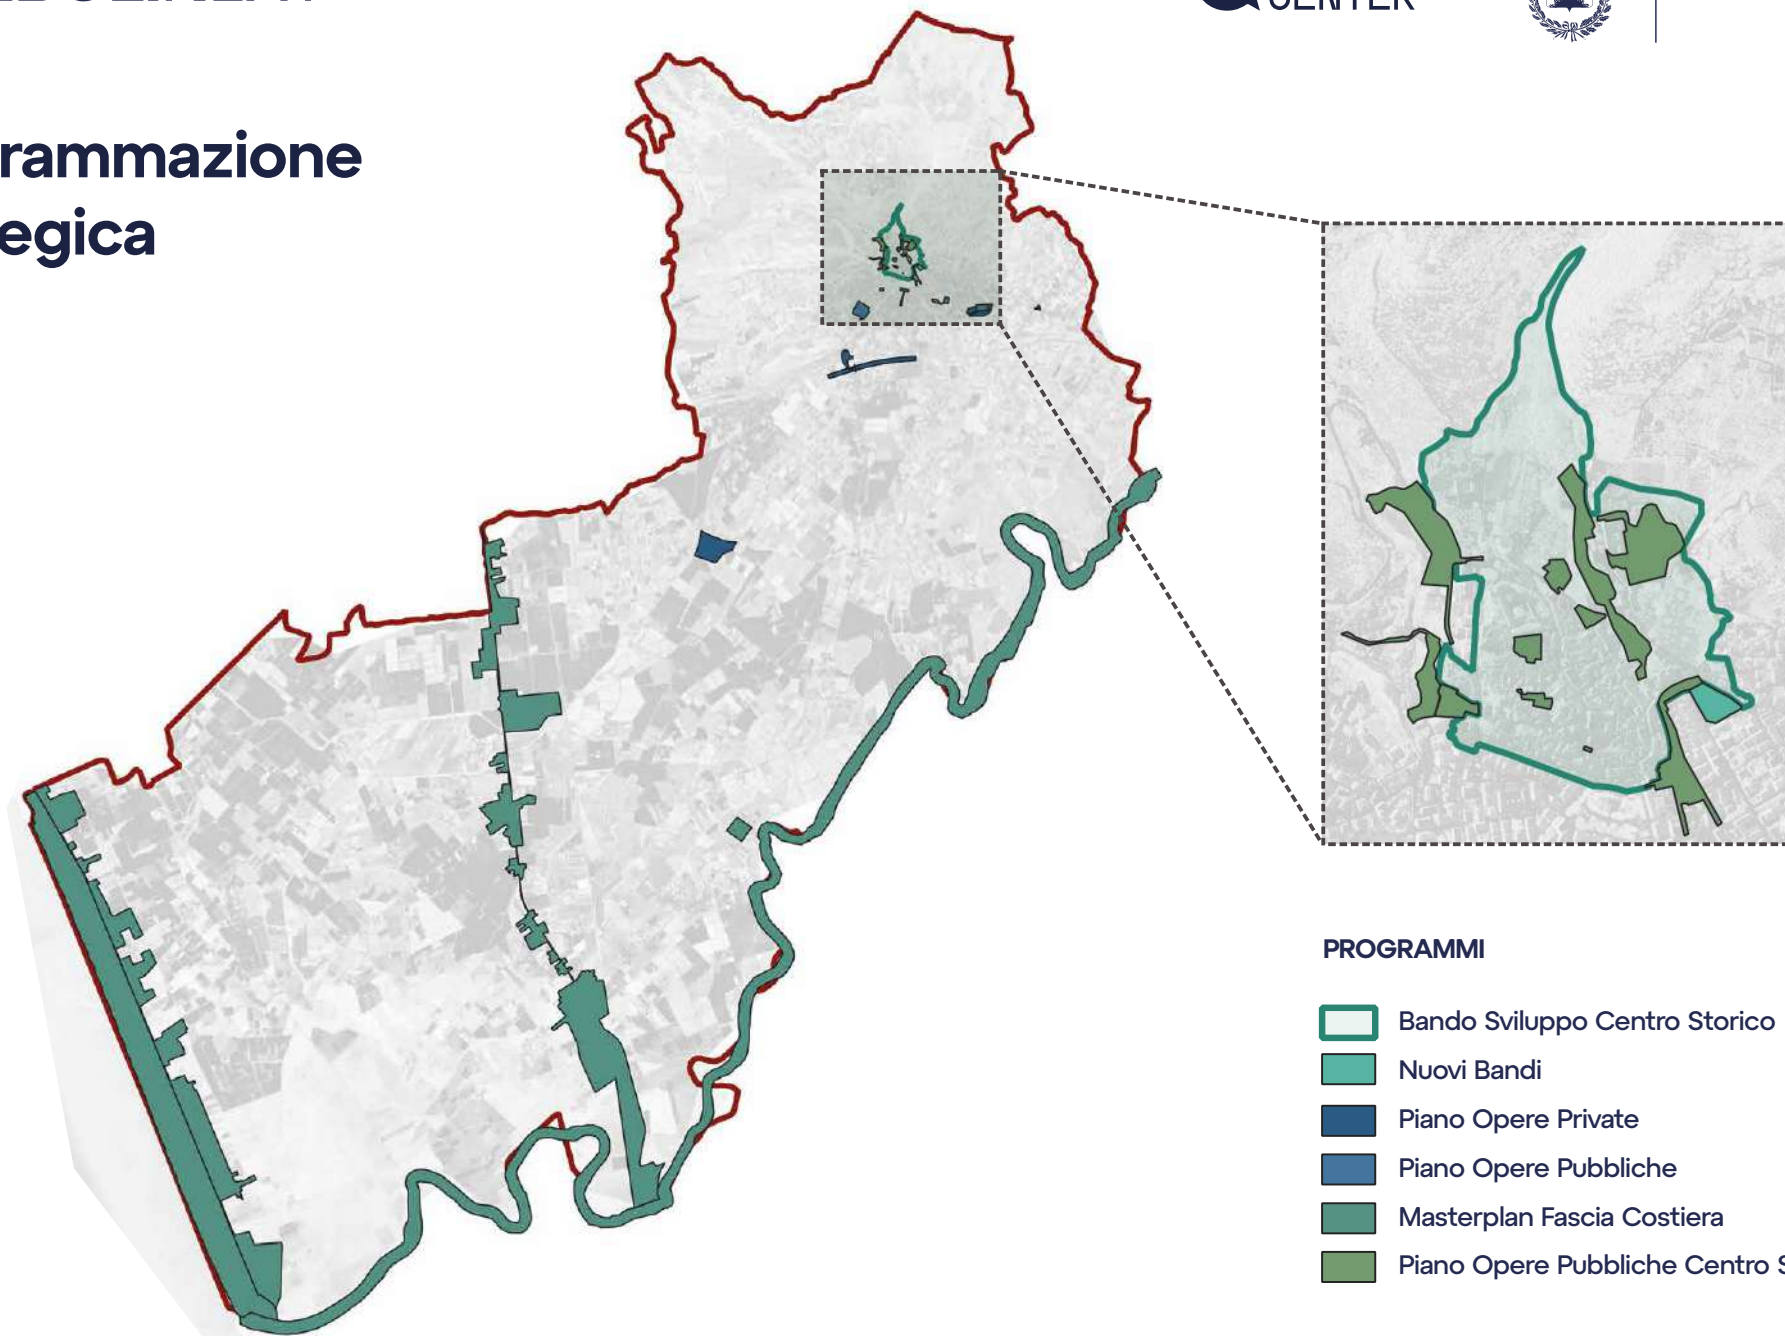 rammazione
egica
CENTER
PROGRAMMI
Bando Sviluppo Centro Storico
Nuovi Bandi
Piano Opere Private
Piano Opere Pubbliche
Masterplan Fascia Costiera
Piano Opere Pubbliche Centro S